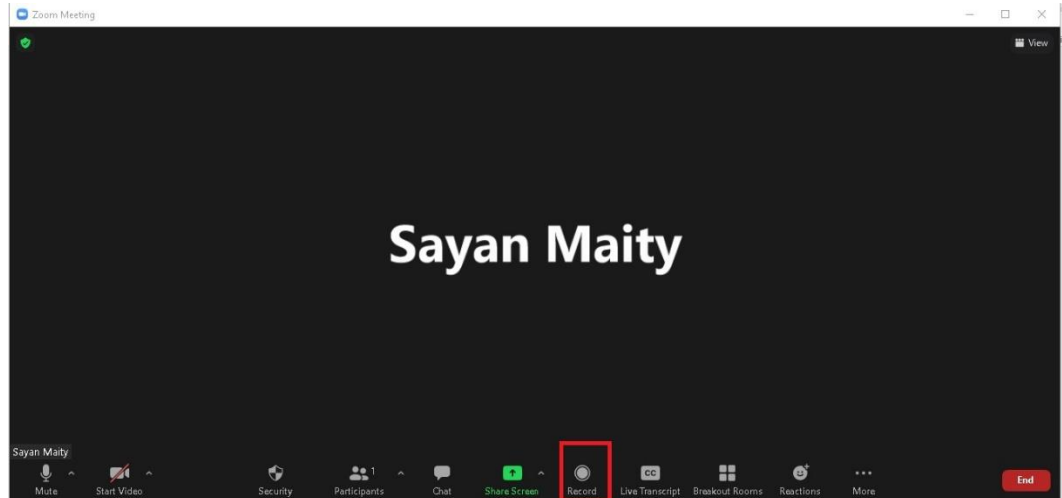 Zoom Meeting
View
Sayan Maity
Sayan Maity
1
CC
Mute Start Video Security Participants Chat Share Screen Record Live Transcript Breakout Rooms Reactions More End